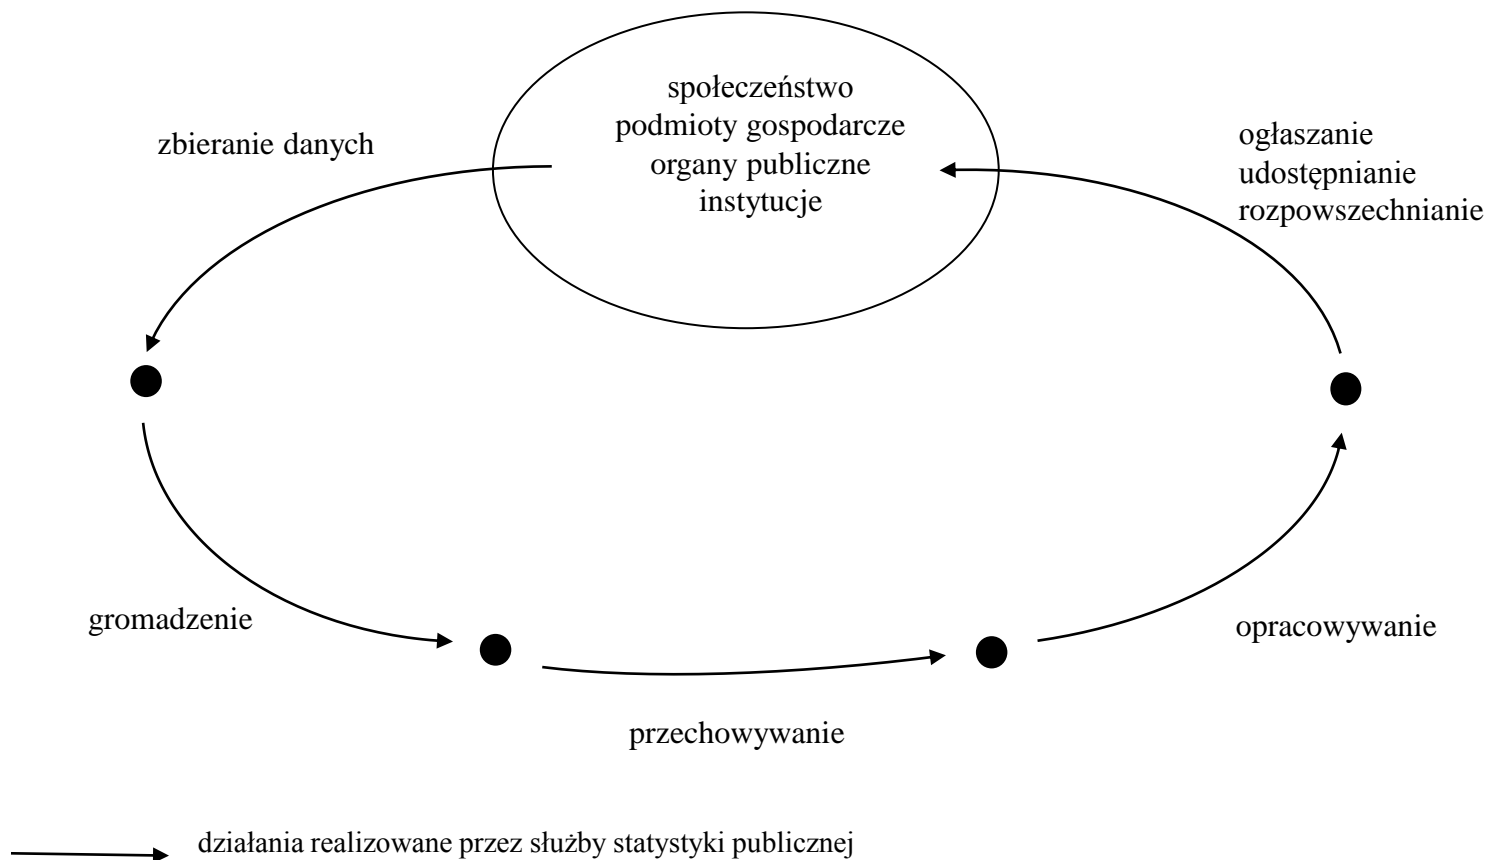 społeczeństwo
podmioty gospodarcze
organy publiczne
instytucje
zbieranie danych
ogłaszanie
udostępnianie
rozpowszechnianie
gromadzenie
opracowywanie
przechowywanie
działania realizowane przez służby statystyki publicznej